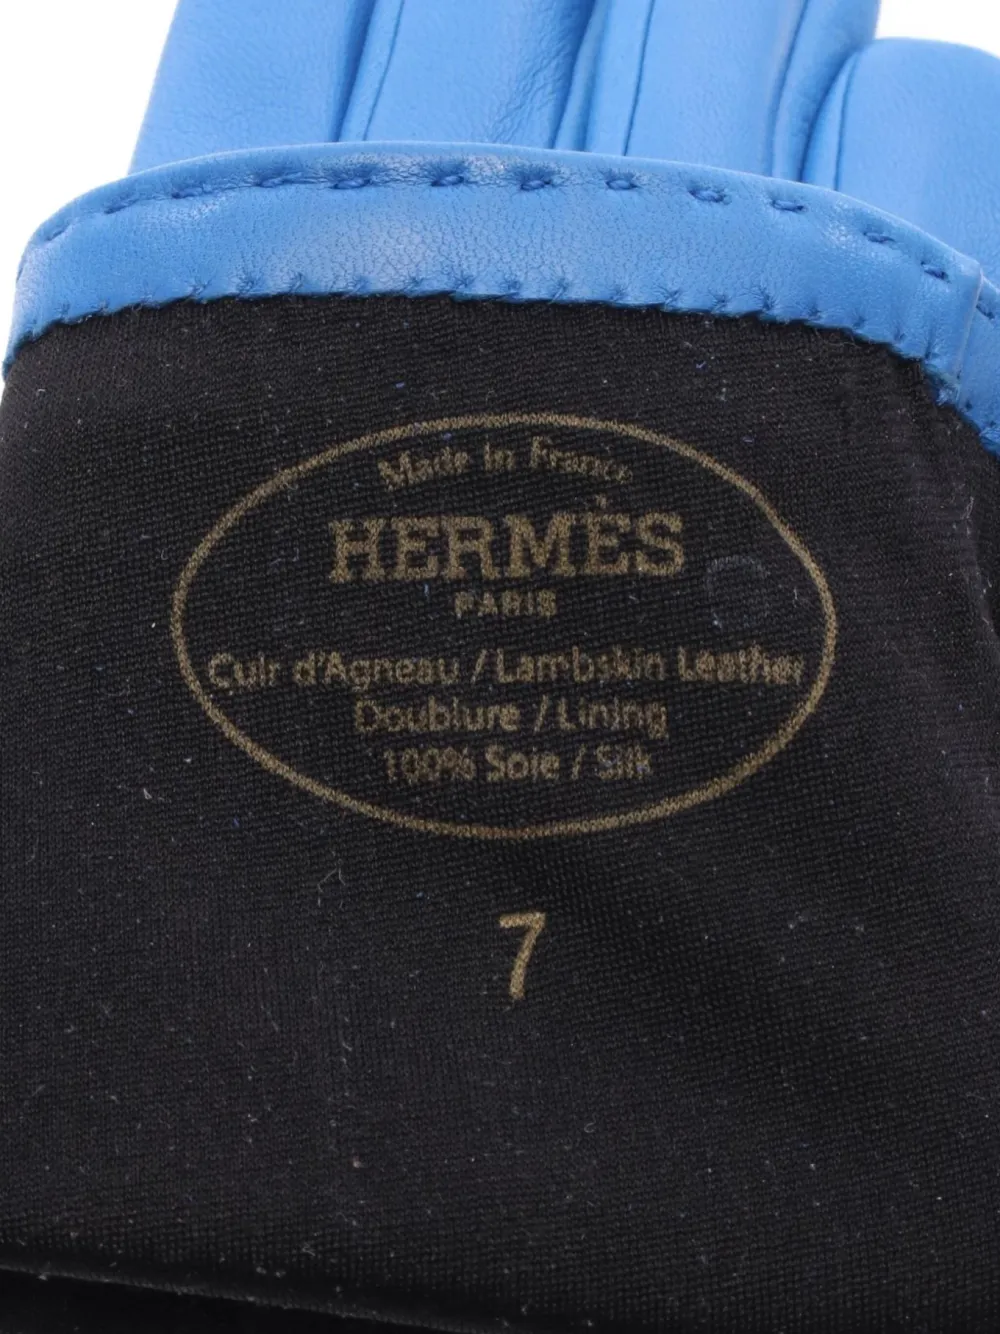 Made in France
HERMÈS
PARIS
Cuir d'Agneau / Lambskin Leather
Doublure / Lining
100% Soie / Silk
7